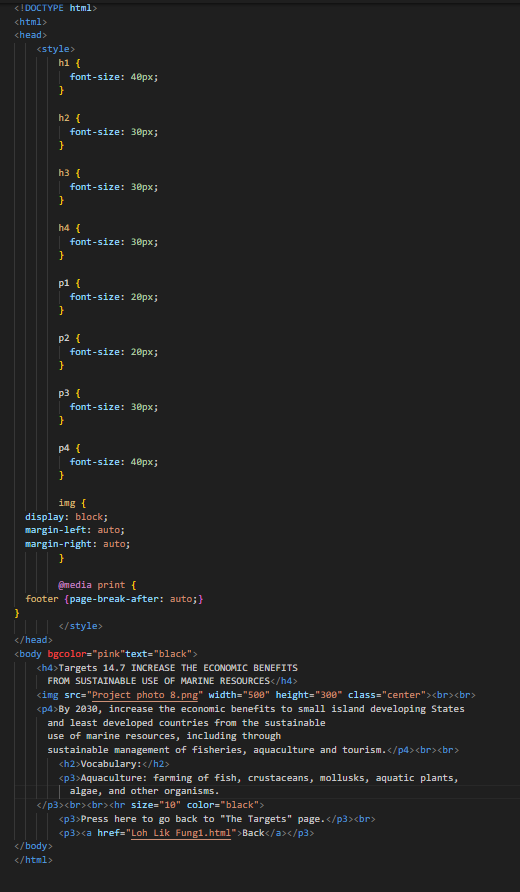 <!DOCTYPE html>
<html>
<head>
<style>
h1 {
font-size: 40px;
}
h2 {
font-size: 30px;
}
h3 {
font-size: 30px;
}
h4 {
font-size: 30px;
}
p1 {
font-size: 20px;
}
p2 {
font-size: 20px;
}
p3 {
font-size: 30px;
}
p4 {
font-size: 40px;
}
img {
display: block;
margin-left: auto;
margin-right: auto;
}
@media print {
footer {page-break-after: auto;}
}
</style>
</head>
<body bgcolor="pink"text="black">
<h4>Targets 14.7 INCREASE THE ECONOMIC BENEFITS
FROM SUSTAINABLE USE OF MARINE RESOURCES</h4>
<img src="Project photo 8.png" width="500" height="300" class="center"><br><br>
<p4>By 2030, increase the economic benefits to small island developing States
and least developed countries from the sustainable
use of marine resources, including through
sustainable management of fisheries, aquaculture and tourism.</p4><br><br>
<h2>Vocabulary:</h2>
<p3>Aquaculture: farming of fish, crustaceans, mollusks, aquatic plants,
algae, and other organisms.
</p3><br><br><hr size="10" color="black">
<p3>Press here to go back to "The Targets" page.</p3><br>
<p3><a href="Loh Lik Fung1.html">Back</a></p3>
</body>
</html>